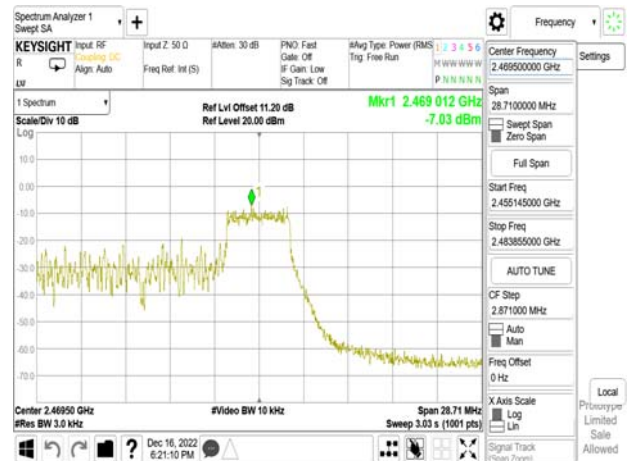 Spectrum Analyzer 1
Swept SA
+
Frequency
KEYSIGHT
Input: RF
Coupling: DC
Align: Auto
Input Z: 50 Ω
Freq Ref: Int (S)
#Atten: 30 dB
PNO: Fast
Gate: Off
IF Gain: Low
Sig Track: Off
#Avg Type: Power (RMS
Trig: Free Run
1 2 3 4 5 6
M W W W W W
P N N N N N
R
LVI
1 Spectrum
Scale/Div 10 dB
Log
Ref Lvl Offset 11.20 dB
Ref Level 20.00 dBm
Mkr1 2.469 012 GHz
-7.03 dBm
1
10.0
0.00
-10.0
-20.0
-30.0
-40.0
-50.0
-60.0
-70.0
Center 2.46950 GHz
#Res BW 3.0 kHz
#Video BW 10 kHz
Span 28.71 MHz
Sweep 3.03 s (1001 pts)
Dec 16, 2022
6:21:10 PM
?
Center Frequency
2.469500000 GHz
Settings
Span
28.7100000 MHz
Swept Span
Zero Span
Full Span
Start Freq
2.455145000 GHz
Stop Freq
2.483855000 GHz
AUTO TUNE
CF Step
2.871000 MHz
Auto
Man
Freq Offset
0 Hz
X Axis Scale
Log
Lin
Signal Track
(Span Zoom)
Local
Prototype
Limited
Sale
Allowed